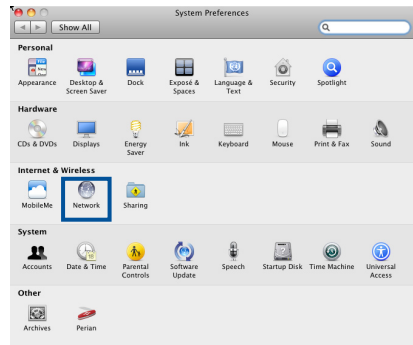 System Preferences
Show All
Personal
Appearance
Desktop & Screen Saver
Dock
Exposé & Spaces
Language & Text
Security
Spotlight
Hardware
CDs & DVDs
Displays
Energy Saver
Ink
Keyboard
Mouse
Print & Fax
Sound
Internet & Wireless
MobileMe
Network
Sharing
System
Accounts
Date & Time
Parental Controls
Software Update
Speech
Startup Disk
Time Machine
Universal Access
Other
Archives
Perian